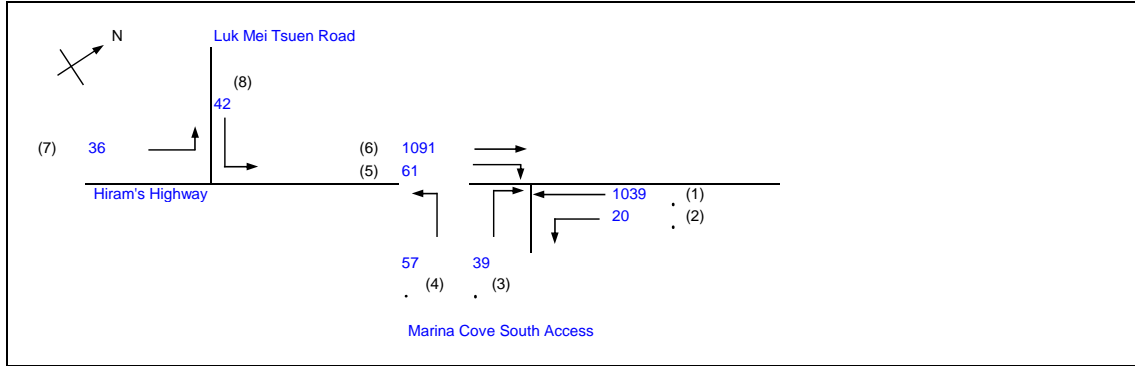 N
Luk Mei Tsuen Road
(8)
42
(7) 36
(6) 1091
(5) 61
Hiram's Highway
1039 (1)
20 (2)
57 39
(4) (3)
Marina Cove South Access